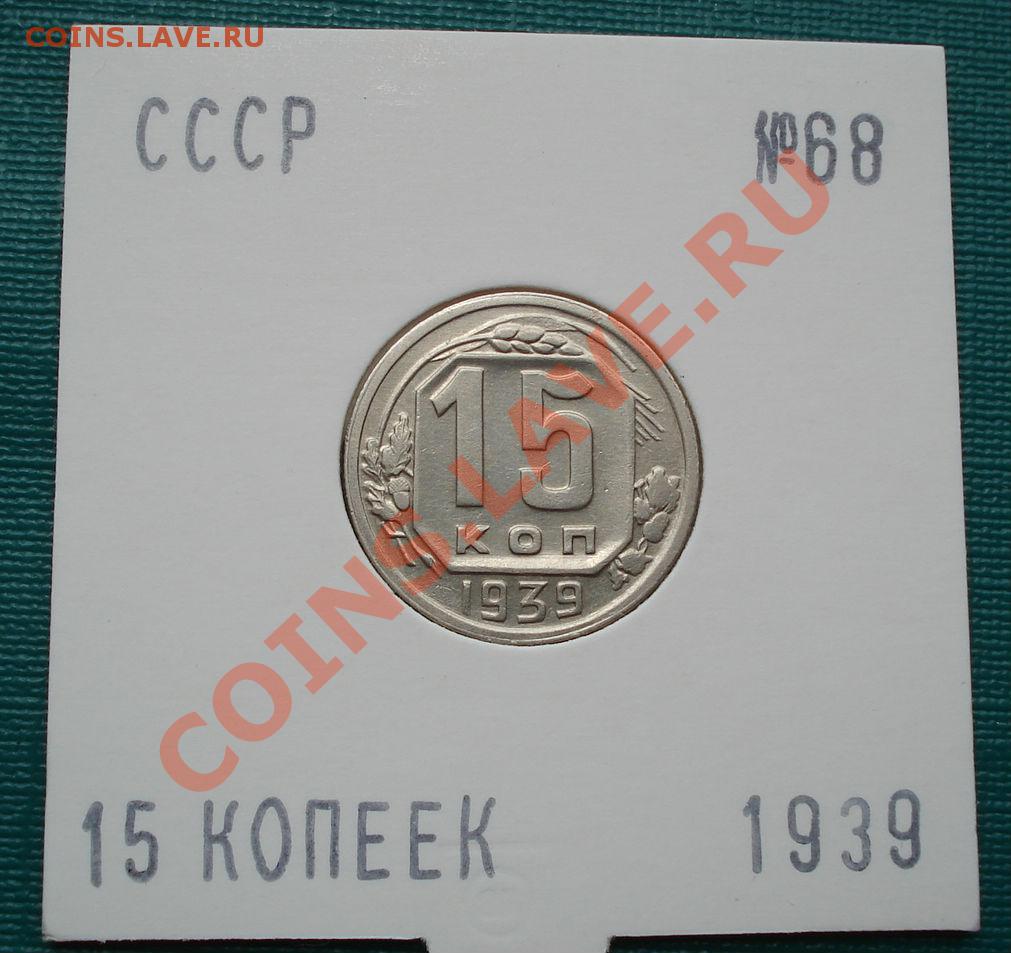 COINS.LAVE.RU
СССР №68
COINS.LAVE.RU
15
КОП
1939
15 КОПЕЕК 1939